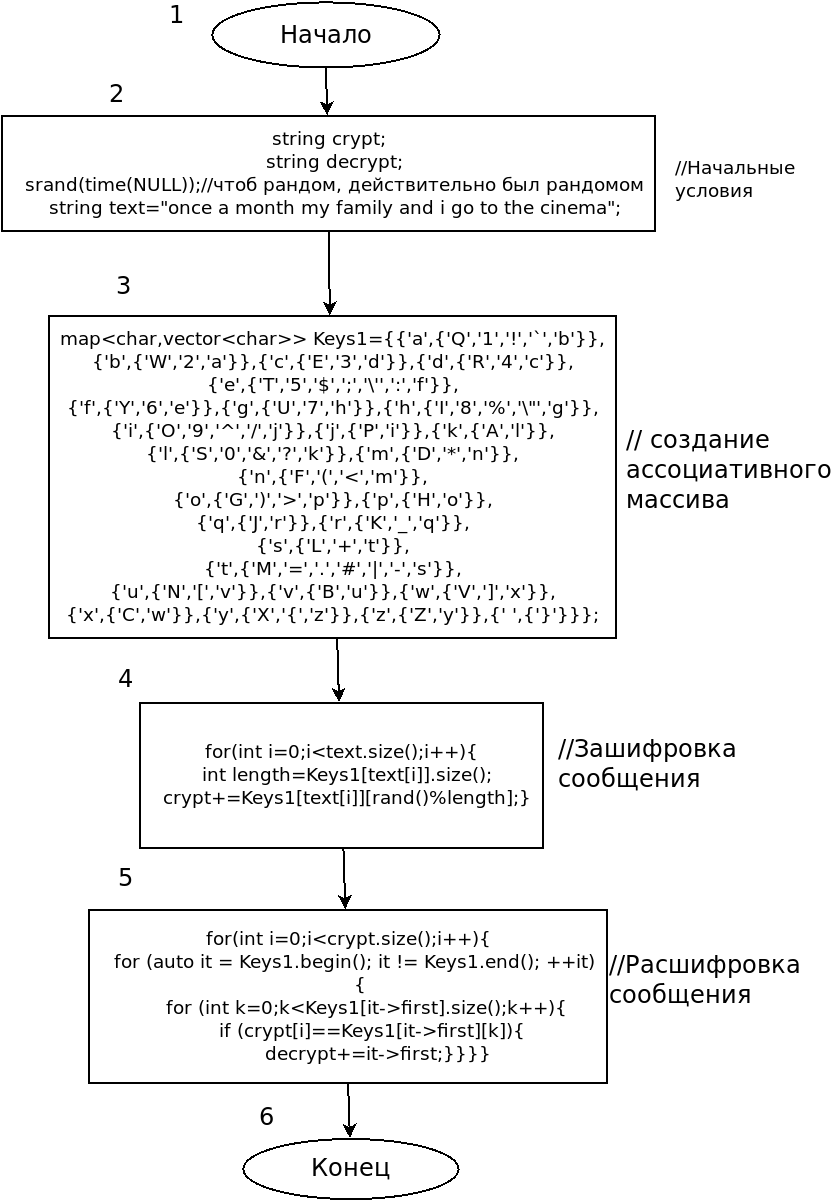 1
Начало
2
string crypt;
string decrypt;
srand(time(NULL));//чтоб рандом, действительно был рандомом
string text="once a month my family and i go to the cinema";
//Начальные
условия
3
map<char,vector<char>> Keys1={{'a',{'Q','1','!','`','b'}},
{'b',{'W','2','a'}},{'c',{'E','3','d'}},{'d',{'R','4','c'}},
{'e',{'T','5','$',';','\'',':','f'}},
{'f',{'Y','6','e'}},{'g',{'U','7','h'}},{'h',{'I','8','%','\"','g'}},
{'i',{'O','9','^','/','j'}},{'j',{'P','i'}},{'k',{'A','l'}},
{'l',{'S','0','&','?','k'}},{'m',{'D','*','n'}},
{'n',{'F','(','<','m'}},
{'o',{'G',')','>','p'}},{'p',{'H','o'}},
{'q',{'J','r'}},{'r',{'K','_','q'}},
{'s',{'L','+','t'}},
{'t',{'M','=','.','#','|','-','s'}},
{'u',{'N','[','v'}},{'v',{'B','u'}},{'w',{'V',']','x'}},
{'x',{'C','w'}},{'y',{'X','{','z'}},{'z',{'Z','y'}},{' ',{'}'}}};
// создание
ассоциативного
массива
4
for(int i=0;i<text.size();i++){
int length=Keys1[text[i]].size();
crypt+=Keys1[text[i]][rand()%length];}
//Зашифровка
сообщения
5
for(int i=0;i<crypt.size();i++){
for (auto it = Keys1.begin(); it != Keys1.end(); ++it)
{
for (int k=0;k<Keys1[it->first].size();k++){
if (crypt[i]==Keys1[it->first][k]){
decrypt+=it->first;}}}}
//Расшифровка
сообщения
6
Конец